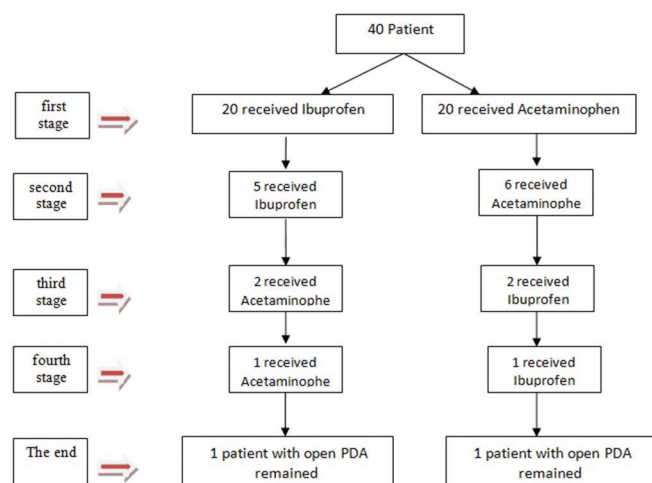 40 Patient
first
stage
20 received Ibuprofen
20 received Acetaminophen
second
stage
5 received
Ibuprofen
6 received
Acetaminophe
third
stage
2 received
Acetaminophe
2 received
Ibuprofen
fourth
stage
1 received
Acetaminophe
1 received
Ibuprofen
The end
1 patient with open PDA
remained
1 patient with open PDA
remained